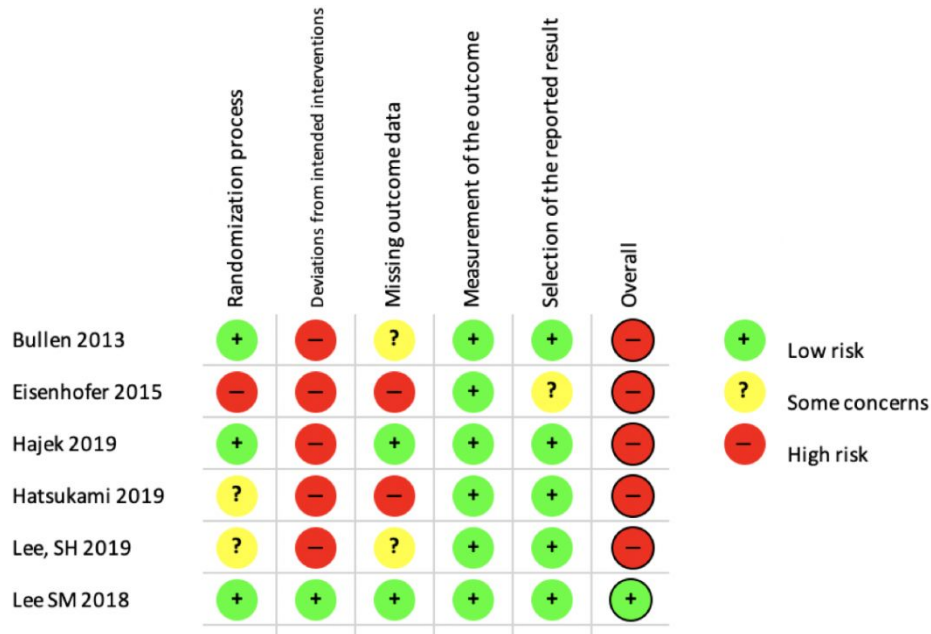 Randomization process
Deviations from intended interventions
Missing outcome data
Measurement of the outcome
Selection of the reported result
Overall
Bullen 2013 + − ? + + −
Eisenhofer 2015 − − − + ? −
Hajek 2019 + − + + + −
Hatsukami 2019 ? − − + + −
Lee, SH 2019 ? − ? + + −
Lee SM 2018 + + + + + +
+ Low risk
? Some concerns
− High risk